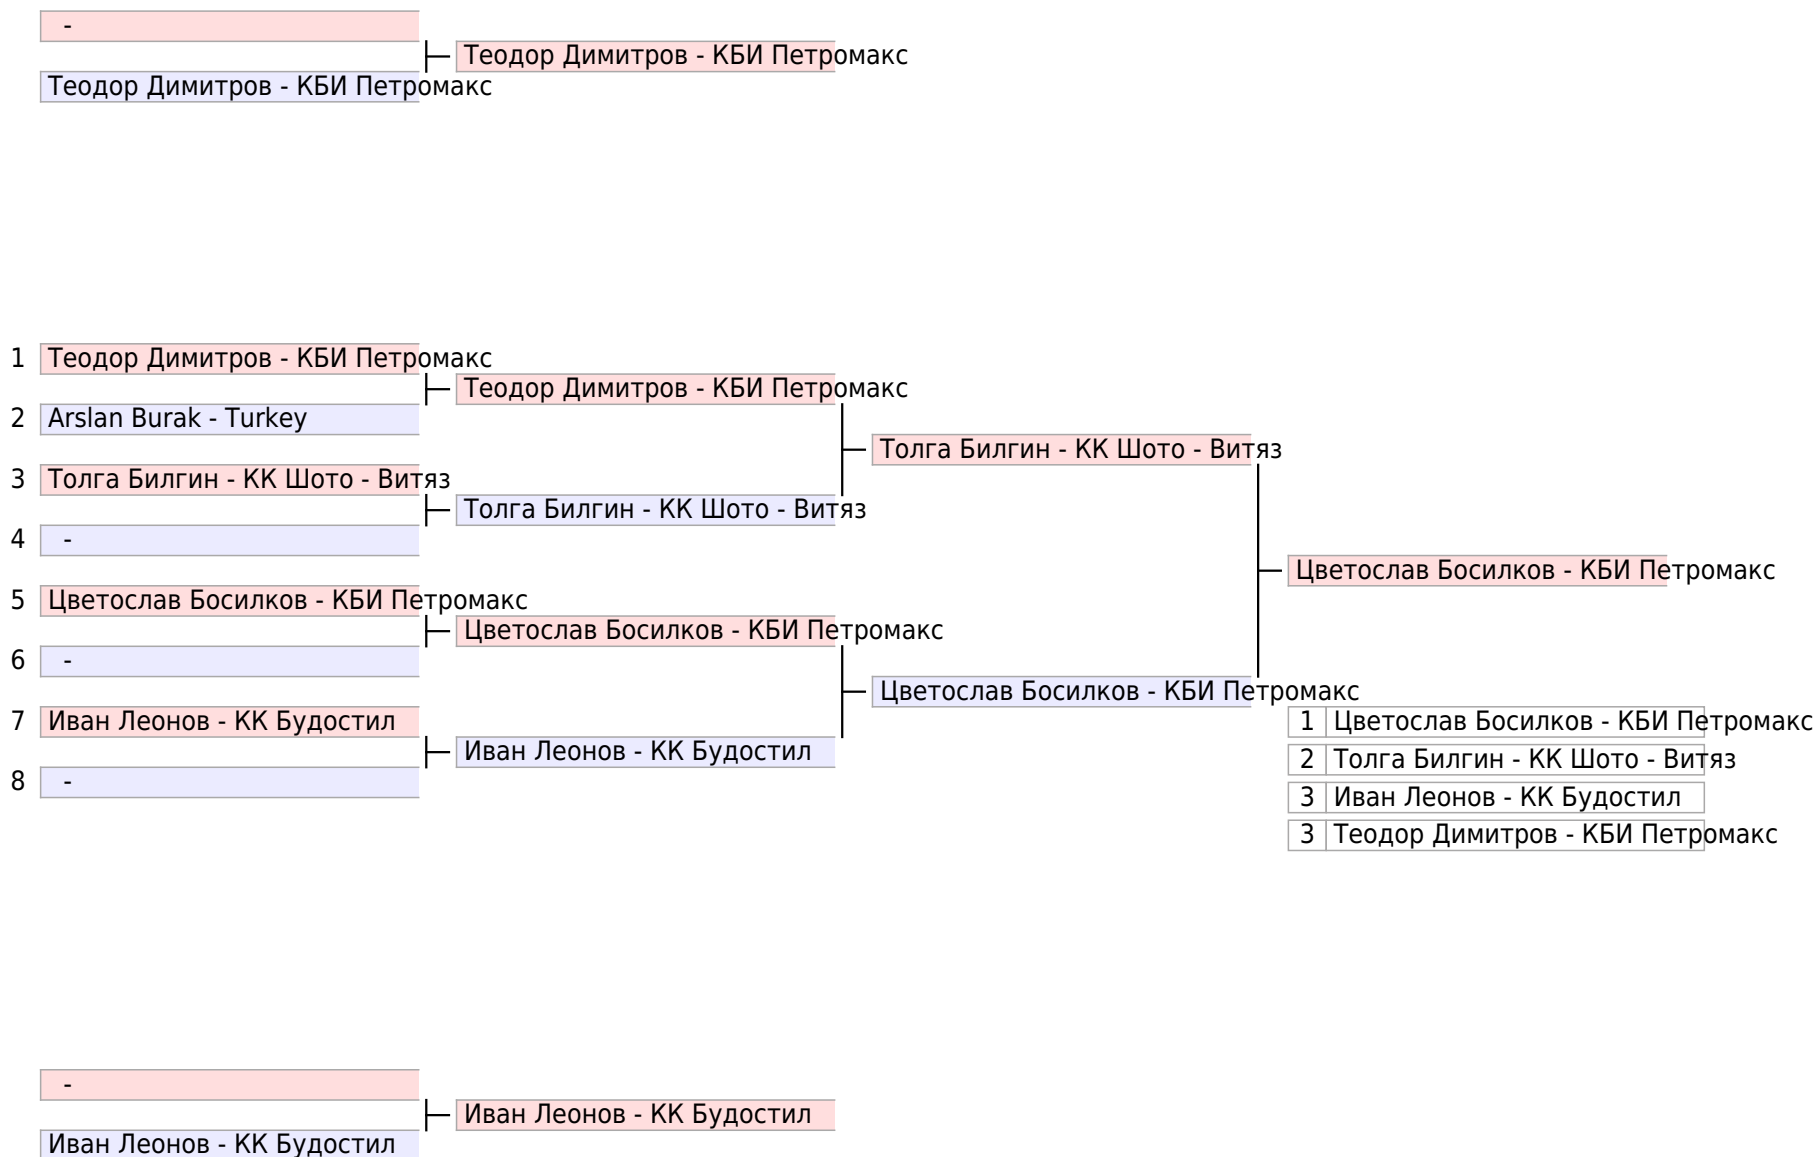 -
Теодор Димитров - КБИ Петромакс
Теодор Димитров - КБИ Петромакс
1 Теодор Димитров - КБИ Петромакс
Теодор Димитров - КБИ Петромакс
2 Arslan Burak - Turkey
Толга Билгин - КК Шото - Витяз
3 Толга Билгин - КК Шото - Витяз
Толга Билгин - КК Шото - Витяз
4 -
Цветослав Босилков - КБИ Петромакс
5 Цветослав Босилков - КБИ Петромакс
Цветослав Босилков - КБИ Петромакс
6 -
Цветослав Босилков - КБИ Петромакс
7 Иван Леонов - КК Будостил
Иван Леонов - КК Будостил
8 -
1 Цветослав Босилков - КБИ Петромакс
2 Толга Билгин - КК Шото - Витяз
3 Иван Леонов - КК Будостил
3 Теодор Димитров - КБИ Петромакс
-
Иван Леонов - КК Будостил
Иван Леонов - КК Будостил